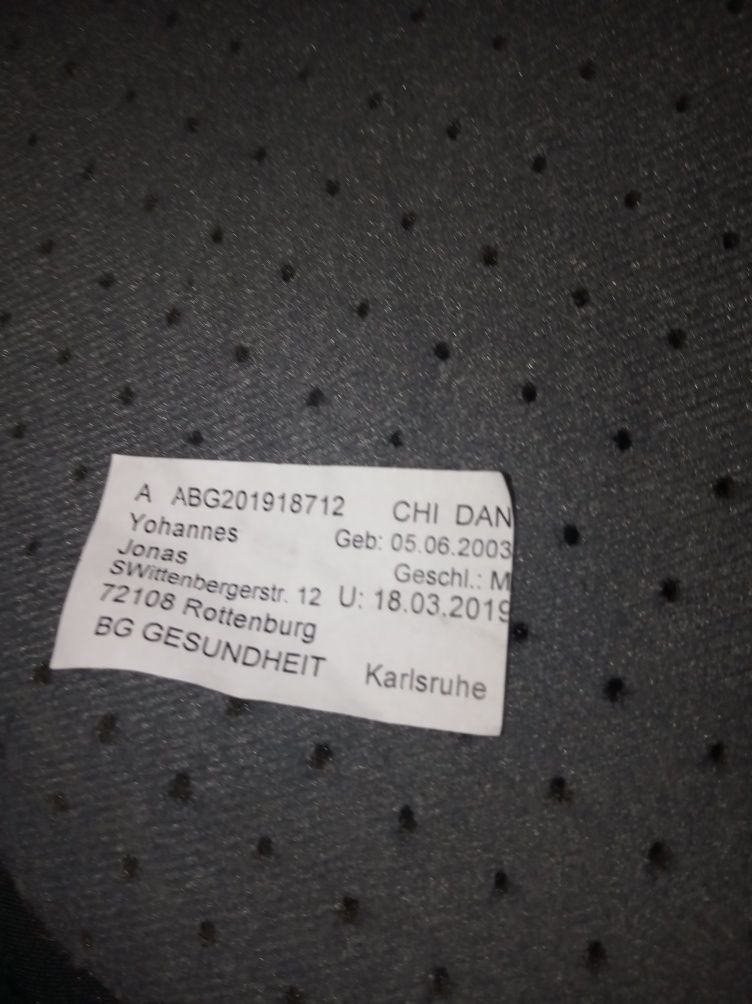 A ABG201918712 CHI DAN
Yohannes Geb: 05.06.2003
Jonas Geschl.: M
SWittenbergerstr. 12 U: 18.03.2019
72108 Rottenburg
BG GESUNDHEIT Karlsruhe